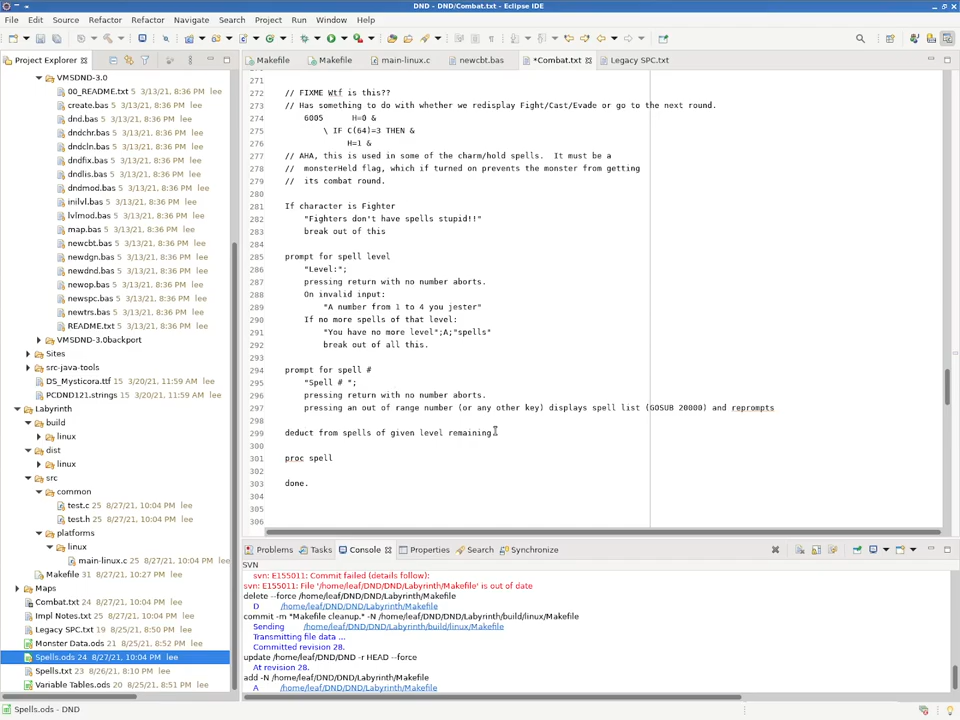 DND - DND/Combat.txt - Eclipse IDE
File Edit Source Refactor Refactor Navigate Search Project Run Window Help
Project Explorer
Makefile
Makefile
main-linux.c
newcbt.bas
*Combat.txt
Legacy SPC.txt
VMSDND-3.0
00_README.txt 5 3/13/21, 8:36 PM lee
create.bas 5 3/13/21, 8:36 PM lee
dnd.bas 5 3/13/21, 8:36 PM lee
dndchr.bas 5 3/13/21, 8:36 PM lee
dndcln.bas 5 3/13/21, 8:36 PM lee
dndfix.bas 5 3/13/21, 8:36 PM lee
dndlis.bas 5 3/13/21, 8:36 PM lee
dndmod.bas 5 3/13/21, 8:36 PM lee
inilvl.bas 5 3/13/21, 8:36 PM lee
lvlmod.bas 5 3/13/21, 8:36 PM lee
map.bas 5 3/13/21, 8:36 PM lee
newcbt.bas 5 3/13/21, 8:36 PM lee
newdgn.bas 5 3/13/21, 8:36 PM lee
newdnd.bas 5 3/13/21, 8:36 PM lee
newop.bas 5 3/13/21, 8:36 PM lee
newspc.bas 5 3/13/21, 8:36 PM lee
newtrs.bas 5 3/13/21, 8:36 PM lee
README.txt 5 3/13/21, 8:36 PM lee
VMSDND-3.0backport
Sites
src-java-tools
DS_Mysticora.ttf 15 3/20/21, 11:59 AM lee
PCDND121.strings 15 3/20/21, 11:59 AM lee
Labyrinth
build
linux
dist
linux
src
common
test.c 25 8/27/21, 10:04 PM lee
test.h 25 8/27/21, 10:04 PM lee
platforms
linux
main-linux.c 25 8/27/21, 10:04 PM lee
Makefile 31 8/27/21, 10:27 PM lee
Maps
Combat.txt 24 8/27/21, 10:04 PM lee
Impl Notes.txt 25 8/27/21, 10:04 PM lee
Legacy SPC.txt 19 8/25/21, 8:50 PM lee
Monster Data.ods 21 8/25/21, 8:52 PM lee
Spells.ods 24 8/27/21, 10:04 PM lee
Spells.txt 23 8/26/21, 8:10 PM lee
Variable Tables.ods 20 8/25/21, 8:51 PM lee
271
272 // FIXME Wtf is this??
273 // Has something to do with whether we redisplay Fight/Cast/Evade or go to the next round.
274 6005 H=0 &
275 \ IF C(64)=3 THEN &
276 H=1 &
277 // AHA, this is used in some of the charm/hold spells. It must be a
278 // monsterHeld flag, which if turned on prevents the monster from getting
279 // its combat round.
280
281 If character is Fighter
282 "Fighters don't have spells stupid!!"
283 break out of this
284
285 prompt for spell level
286 "Level:";
287 pressing return with no number aborts.
288 On invalid input:
289 "A number from 1 to 4 you jester"
290 If no more spells of that level:
291 "You have no more level";A;"spells"
292 break out of all this.
293
294 prompt for spell #
295 "Spell # ";
296 pressing return with no number aborts.
297 pressing an out of range number (or any other key) displays spell list (GOSUB 20000) and reprompts
298
299 deduct from spells of given level remaining
300
301 proc spell
302
303 done.
304
305
306
Problems Tasks Console Properties Search Synchronize
SVN
svn: E155011: Commit failed (details follow):
svn: E155011: File '/home/leaf/DND/DND/Labyrinth/Makefile' is out of date
delete --force /home/leaf/DND/DND/Labyrinth/Makefile
D /home/leaf/DND/DND/Labyrinth/Makefile
commit -m "Makefile cleanup." -N /home/leaf/DND/DND/Labyrinth/build/linux/Makefile
Sending /home/leaf/DND/DND/Labyrinth/build/linux/Makefile
Transmitting file data ...
Committed revision 28.
update /home/leaf/DND/DND -r HEAD --force
At revision 28.
add -N /home/leaf/DND/DND/Labyrinth/Makefile
A /home/leaf/DND/DND/Labyrinth/Makefile
Spells.ods - DND